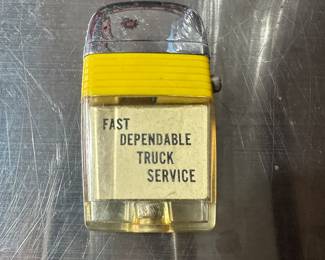 FAST
DEPENDABLE
TRUCK
SERVICE